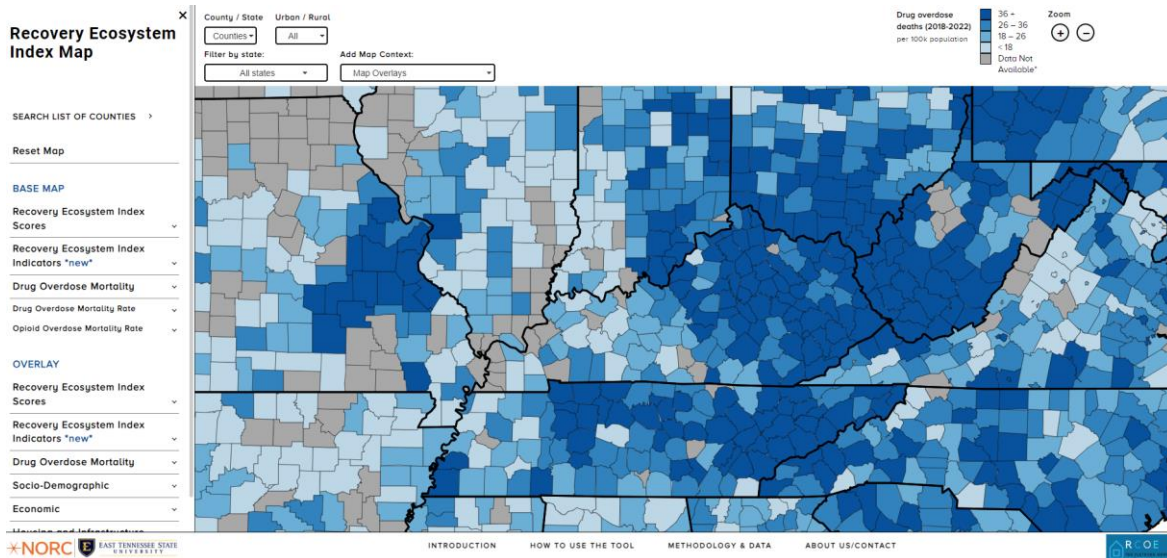 ×
Recovery Ecosystem
Index Map
SEARCH LIST OF COUNTIES >
Reset Map
BASE MAP
Recovery Ecosystem Index
Scores
Recovery Ecosystem Index
Indicators *new*
Drug Overdose Mortality
Drug Overdose Mortality Rate
Opioid Overdose Mortality Rate
OVERLAY
Recovery Ecosystem Index
Scores
Recovery Ecosystem Index
Indicators *new*
Drug Overdose Mortality
Socio-Demographic
Economic
Housing and Infrastructure
County / State
Urban / Rural
Counties
All
Filter by state:
Add Map Context:
All states
Map Overlays
Drug overdose
deaths (2018-2022)
per 100k population
36 +
26 – 36
18 – 26
< 18
Data Not
Available*
Zoom
+
−
NORC
EAST TENNESSEE STATE
UNIVERSITY
INTRODUCTION
HOW TO USE THE TOOL
METHODOLOGY & DATA
ABOUT US/CONTACT
RCOE